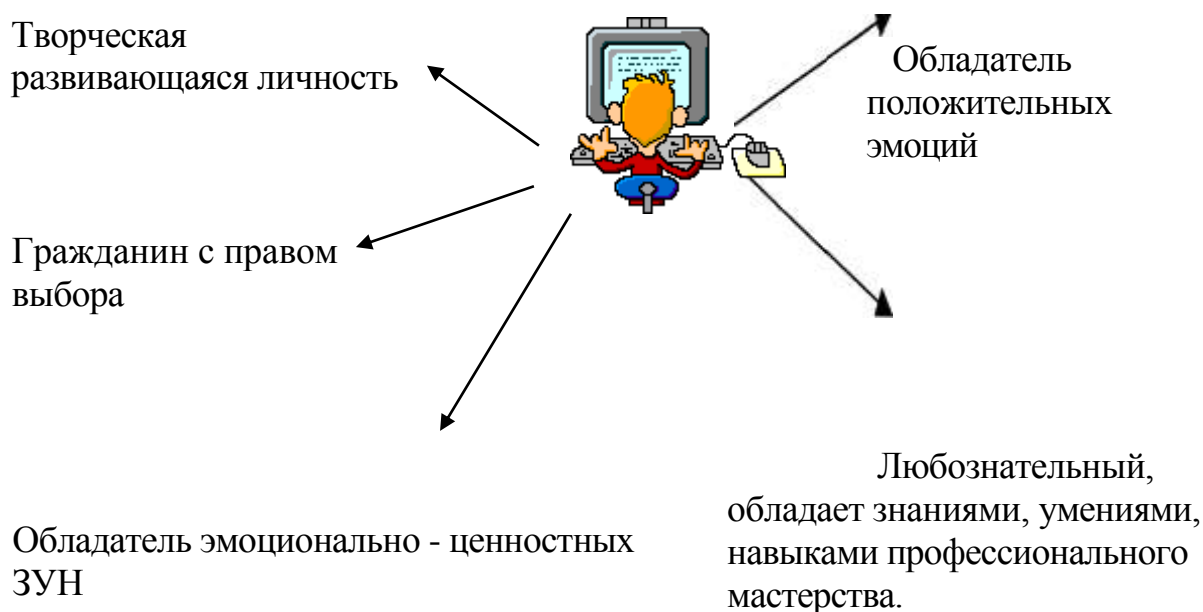 Творческая
развивающаяся личность
Обладатель
положительных
эмоций
Гражданин с правом
выбора
Обладатель эмоционально - ценностных
ЗУН
Любознательный,
обладает знаниями, умениями,
навыками профессионального
мастерства.